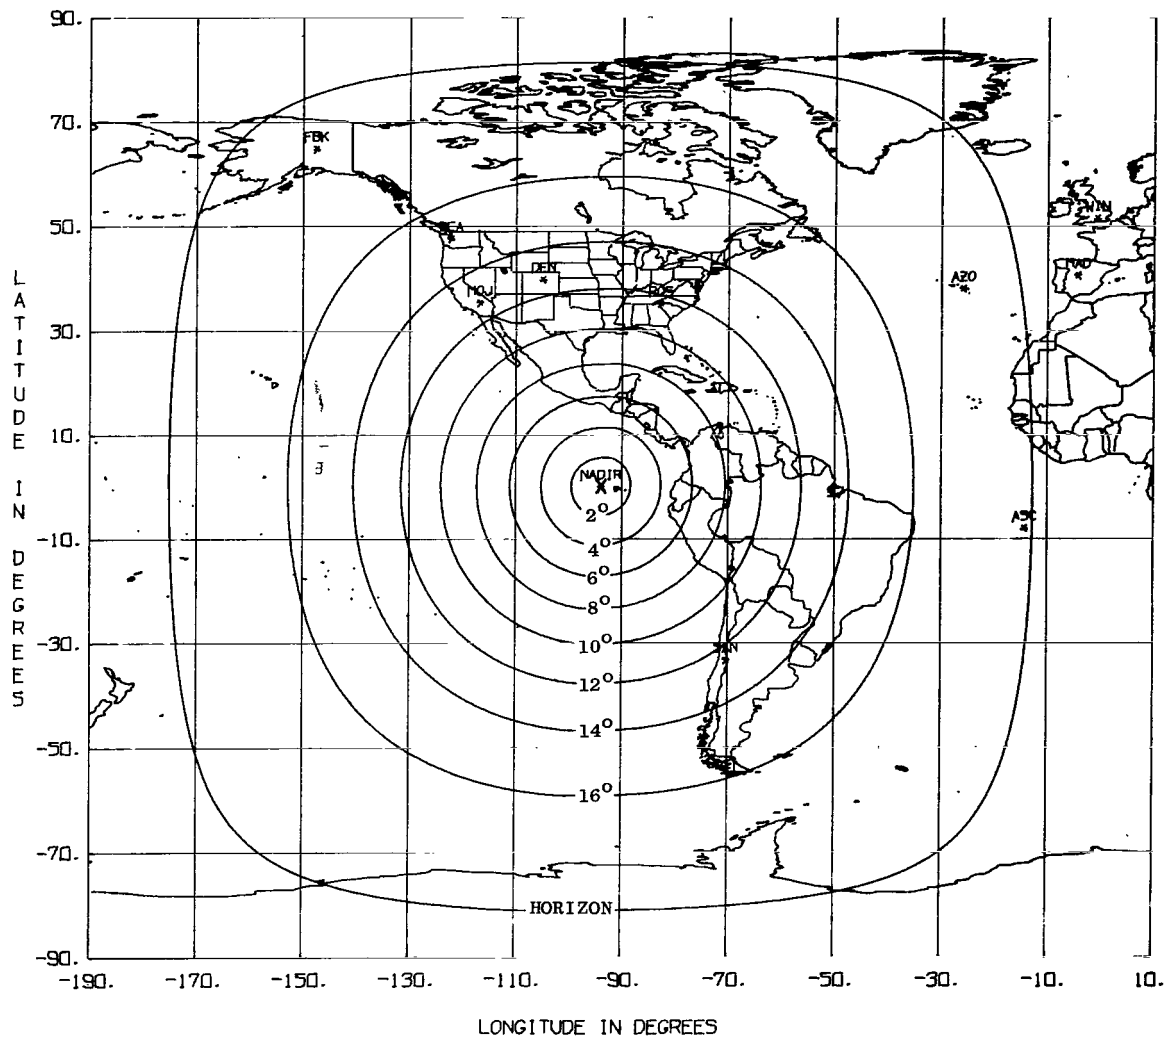 90.
70.
FBK
50.
WIN
DEN
MAD
AZO
MOJ
ROS
LATITUDE IN DEGREES
30.
10.
NADIR
2°
-10.
4°
6°
8°
-30.
10°
12°
14°
-50.
16°
-70.
HORIZON
-90.
-190. -170. -150. -130. -110. -90. -70. -50. -30. -10. 10.
LONGITUDE IN DEGREES